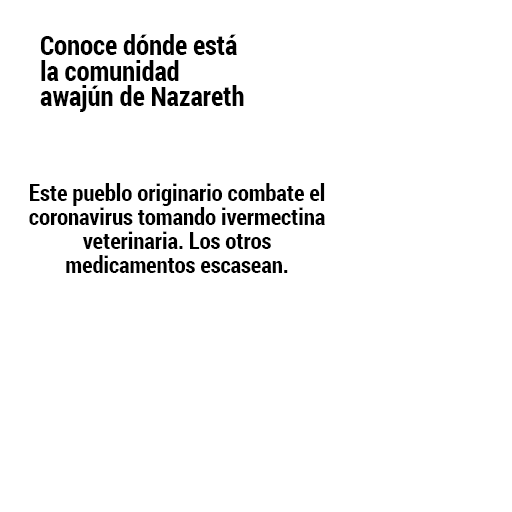 Conoce dónde está
la comunidad
awajún de Nazareth
Este pueblo originario combate el
coronavirus tomando ivermectina
veterinaria. Los otros
medicamentos escasean.